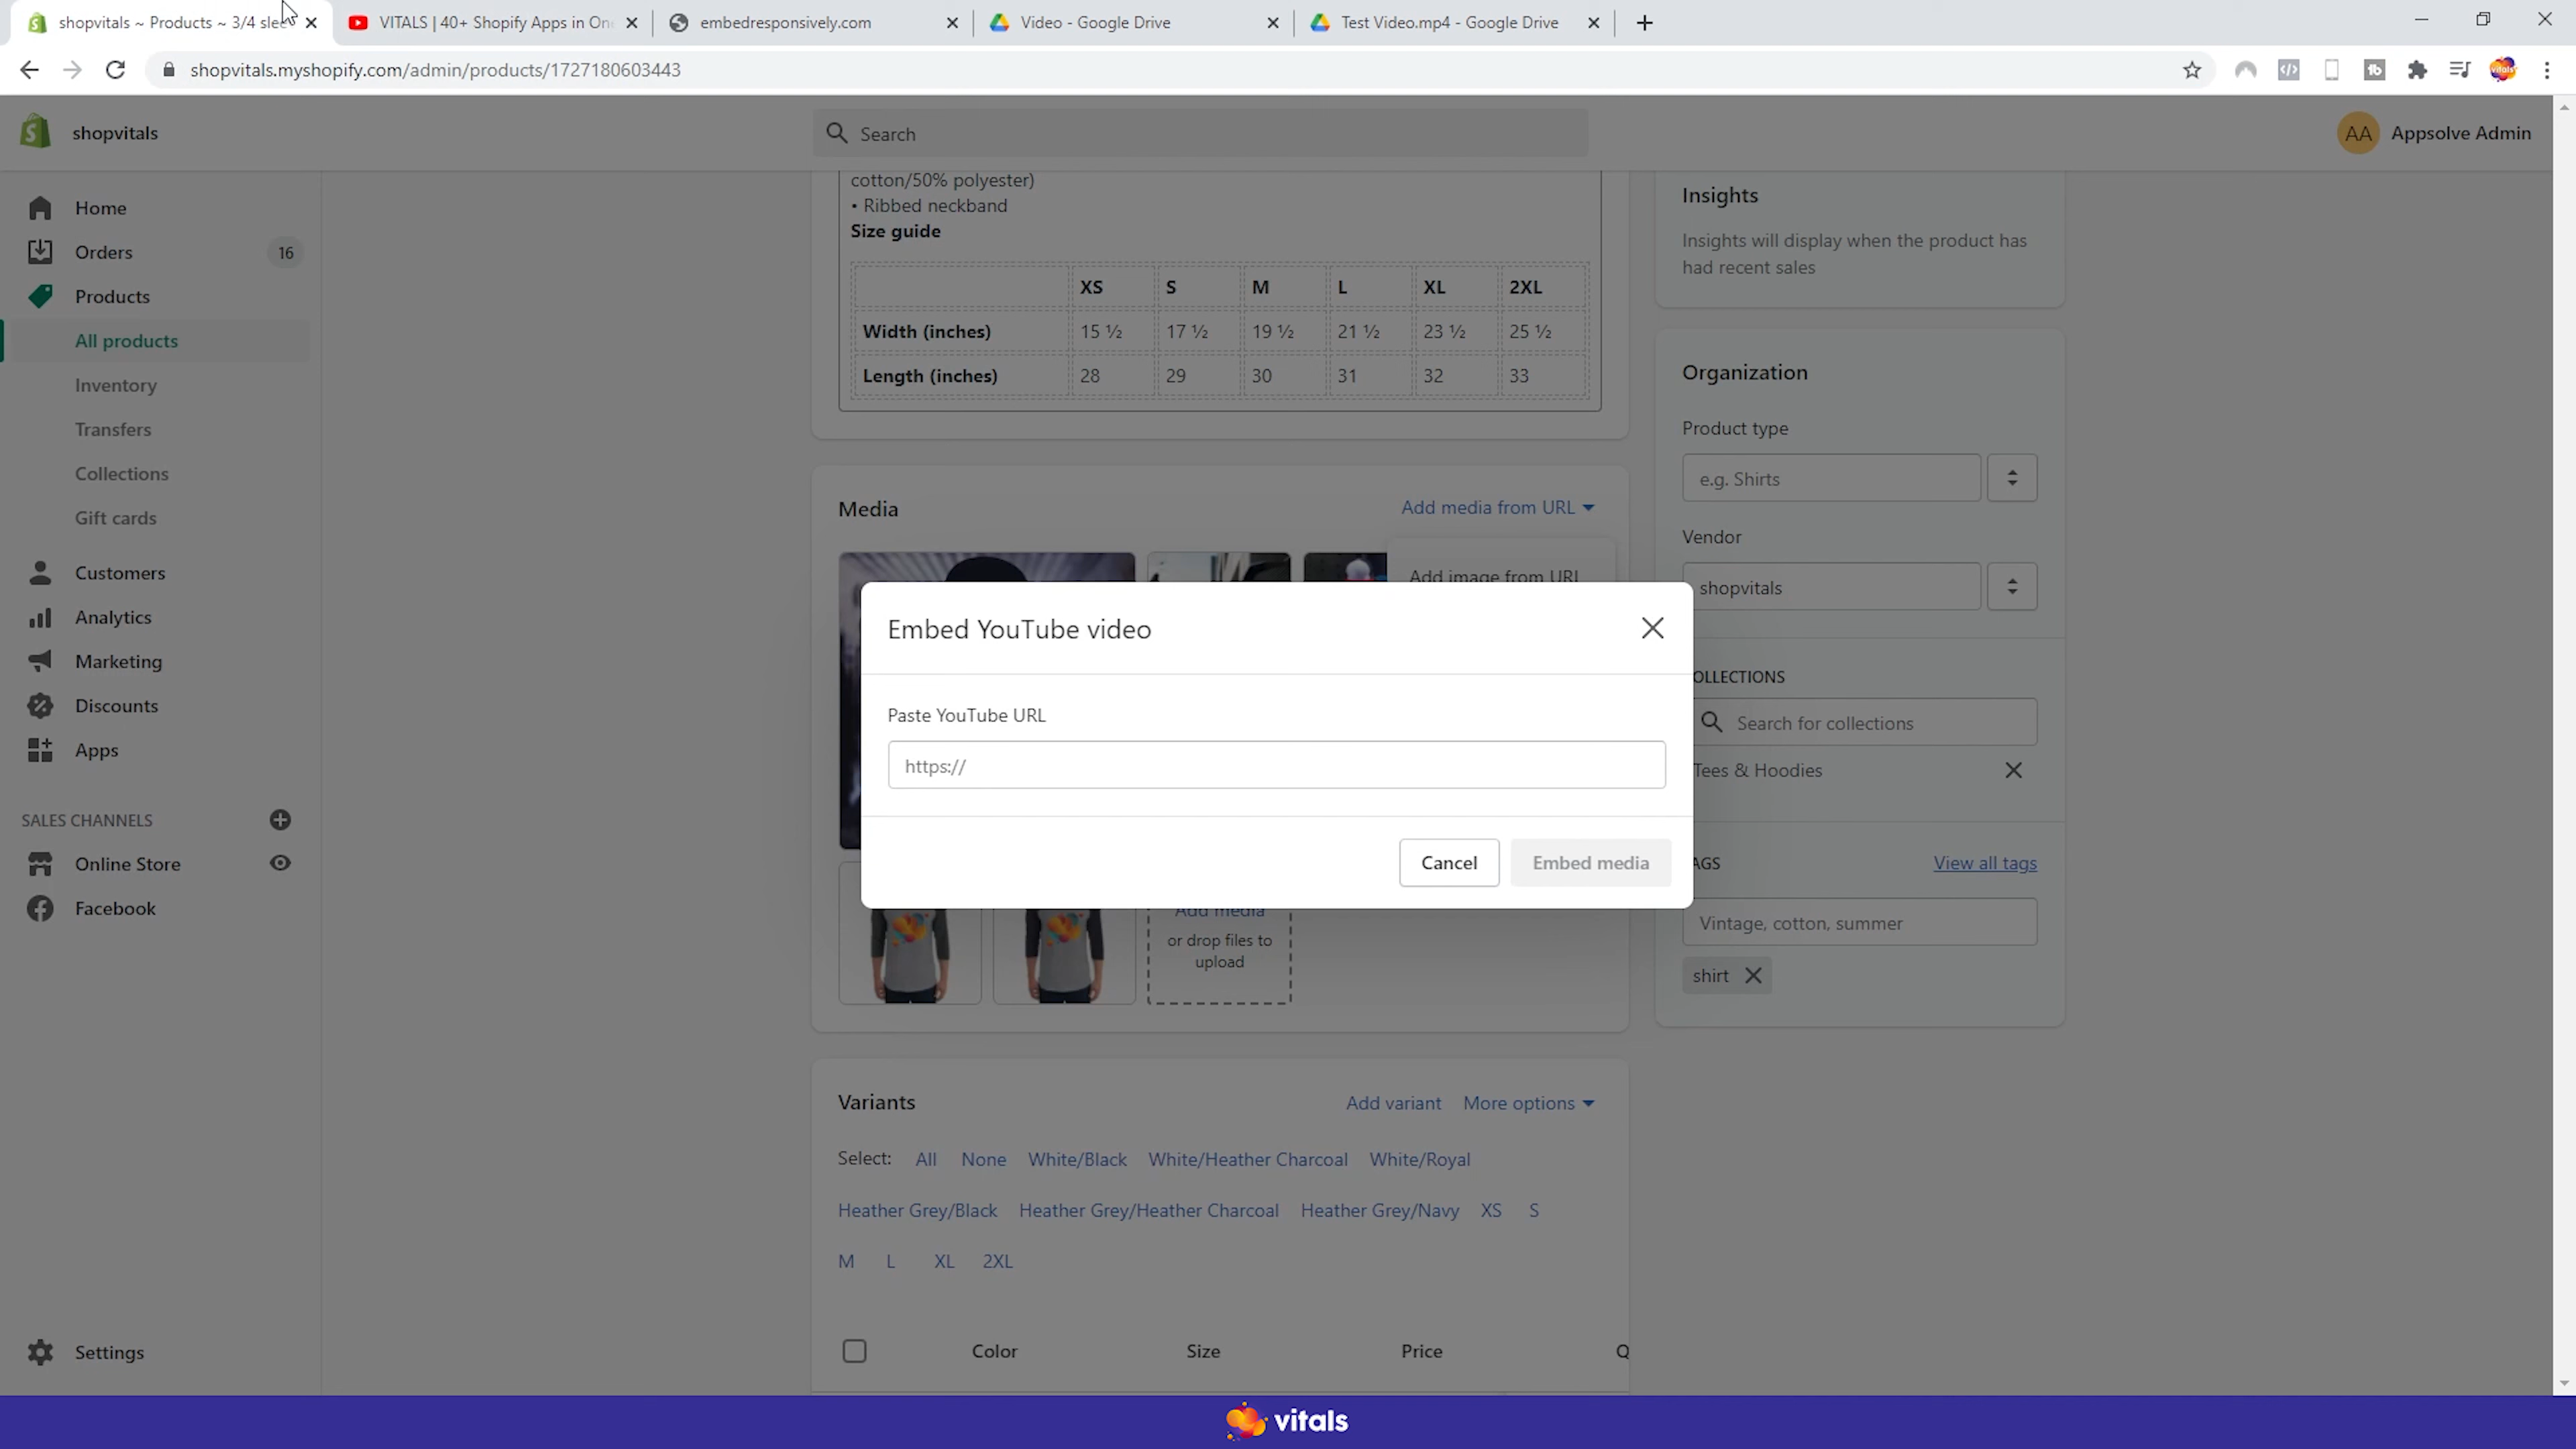 shopvitals ~ Products ~ 3/4 slee
VITALS | 40+ Shopify Apps in On
embedresponsively.com
Video - Google Drive
Test Video.mp4 - Google Drive
shopvitals.myshopify.com/admin/products/1727180603443
shopvitals
Search
AA
Appsolve Admin
Home
Orders
16
Products
All products
Inventory
Transfers
Collections
Gift cards
Customers
Analytics
Marketing
Discounts
Apps
SALES CHANNELS
Online Store
Facebook
Settings
cotton/50% polyester)
• Ribbed neckband
Size guide
XS S M L XL 2XL
Width (inches) 15 ½ 17 ½ 19 ½ 21 ½ 23 ½ 25 ½
Length (inches) 28 29 30 31 32 33
Media
Add media from URL
Add image from URL
Embed YouTube video
Paste YouTube URL
https://
Cancel
Embed media
Add media
or drop files to
upload
Variants
Add variant
More options
Select: All None White/Black White/Heather Charcoal White/Royal
Heather Grey/Black Heather Grey/Heather Charcoal Heather Grey/Navy XS S
M L XL 2XL
Color Size Price Q
Insights
Insights will display when the product has
had recent sales
Organization
Product type
e.g. Shirts
Vendor
shopvitals
OLLECTIONS
Search for collections
Tees & Hoodies
AGS
View all tags
Vintage, cotton, summer
shirt
vitals